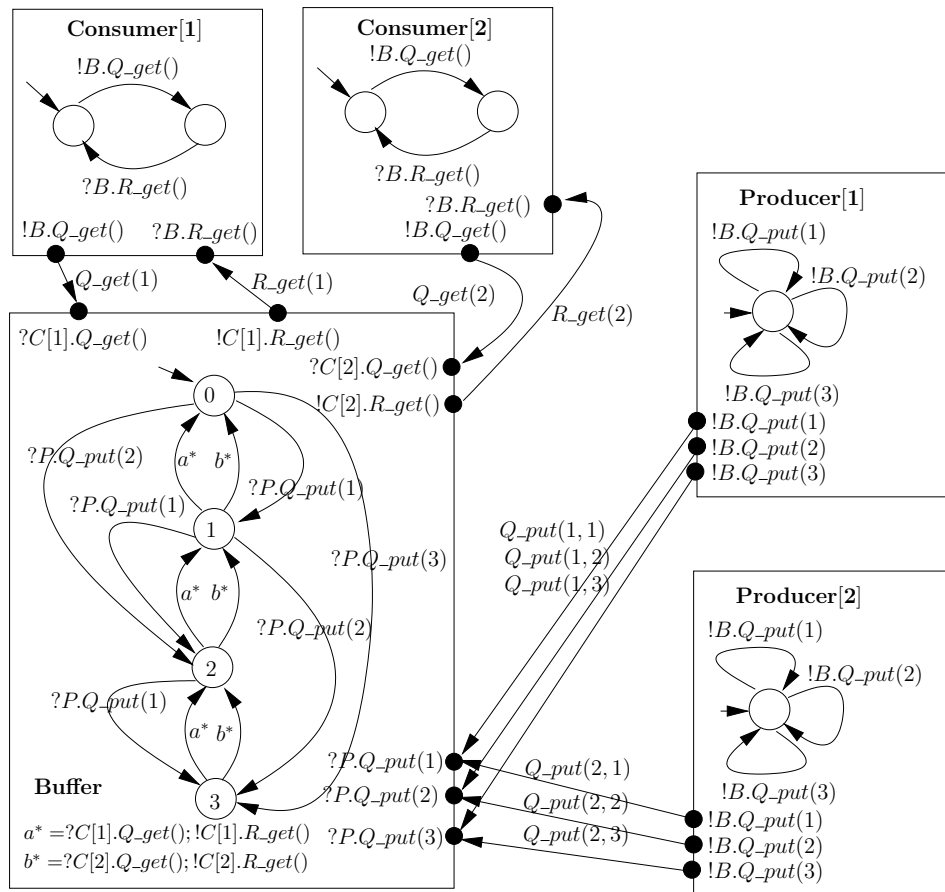 Consumer[1]
!B.Q_get()
?B.R_get()
!B.Q_get()
?B.R_get()
Consumer[2]
!B.Q_get()
?B.R_get()
?B.R_get()
!B.Q_get()
Q_get(1)
R_get(1)
Q_get(2)
R_get(2)
Producer[1]
!B.Q_put(1)
!B.Q_put(2)
!B.Q_put(3)
!B.Q_put(1)
!B.Q_put(2)
!B.Q_put(3)
?C[1].Q_get()
!C[1].R_get()
?C[2].Q_get()
!C[2].R_get()
0
?P.Q_put(2)
a* b*
?P.Q_put(1)
?P.Q_put(1)
1
?P.Q_put(3)
a* b*
?P.Q_put(2)
2
?P.Q_put(1)
a* b*
3
Q_put(1,1)
Q_put(1,2)
Q_put(1,3)
?P.Q_put(1)
?P.Q_put(2)
?P.Q_put(3)
Buffer
a* =?C[1].Q_get();!C[1].R_get()
b* =?C[2].Q_get();!C[2].R_get()
Q_put(2,1)
Q_put(2,2)
Q_put(2,3)
Producer[2]
!B.Q_put(1)
!B.Q_put(2)
!B.Q_put(3)
!B.Q_put(1)
!B.Q_put(2)
!B.Q_put(3)